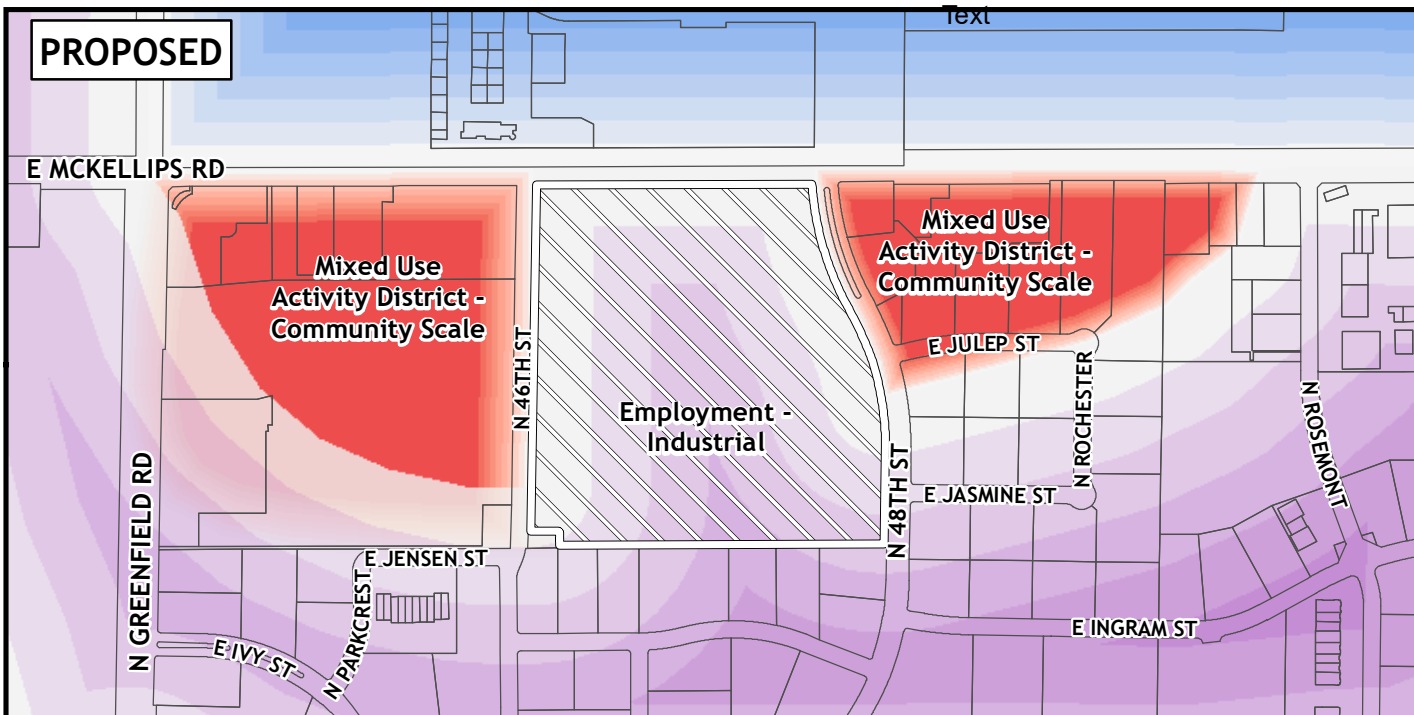 Text
PROPOSED
E MCKELLIPS RD
Mixed Use
Activity District -
Community Scale
Mixed Use
Activity District -
Community Scale
N 46TH ST
Employment -
Industrial
E JULEP ST
N ROCHESTER
N ROSEMONT
N GREENFIELD RD
N 48TH ST
E JASMINE ST
E JENSEN ST
N PARKCREST
E IVY ST
E INGRAM ST